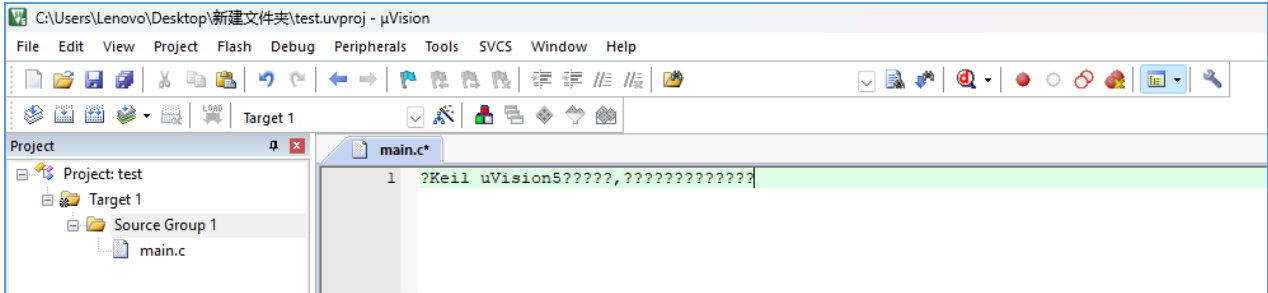 C:\Users\Lenovo\Desktop\新建文件夹\test.uvproj - µVision
File Edit View Project Flash Debug Peripherals Tools SVCS Window Help
LOAD Target 1
Project
main.c*
Project: test
1 ?Keil uVision5?????,?????????????
Target 1
Source Group 1
main.c